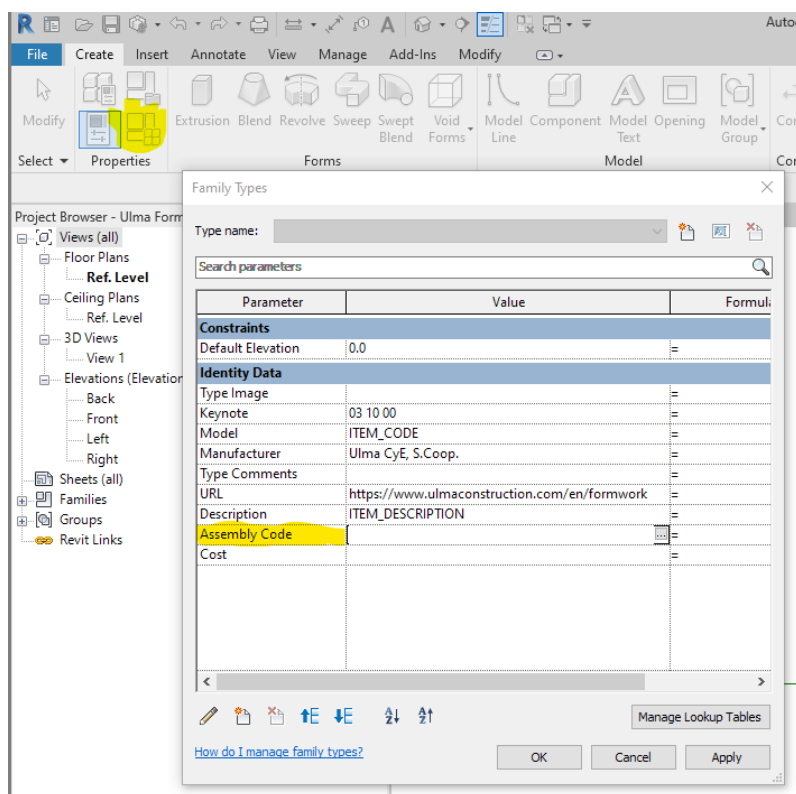 Autod
File Create Insert Annotate View Manage Add-Ins Modify
Modify Extrusion Blend Revolve Sweep Swept Blend Void Forms Model Line Component Model Text Opening Model Group
Select Properties Forms Model
Project Browser - Ulma Form
Views (all)
Floor Plans
Ref. Level
Ceiling Plans
Ref. Level
3D Views
View 1
Elevations (Elevation
Back
Front
Left
Right
Sheets (all)
Families
Groups
Revit Links
Family Types
Type name:
Search parameters
Parameter Value Formula
Constraints
Default Elevation 0.0 =
Identity Data
Type Image =
Keynote 03 10 00 =
Model ITEM_CODE =
Manufacturer Ulma CyE, S.Coop. =
Type Comments =
URL https://www.ulmaconstruction.com/en/formwork =
Description ITEM_DESCRIPTION =
Assembly Code =
Cost =
Manage Lookup Tables
How do I manage family types?
OK Cancel Apply